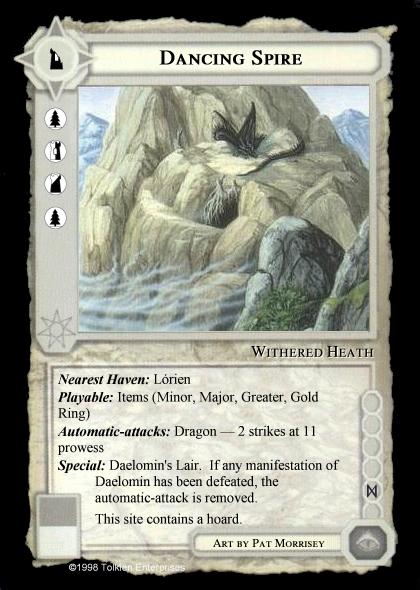 DANCING SPIRE
WITHERED HEATH
Nearest Haven: Lórien
Playable: Items (Minor, Major, Greater, Gold
Ring)
Automatic-attacks: Dragon — 2 strikes at 11
prowess
Special: Daelomin's Lair. If any manifestation of
Daelomin has been defeated, the
automatic-attack is removed.
This site contains a hoard.
ART BY PAT MORRISEY
©1998 Tolkien Enterprises